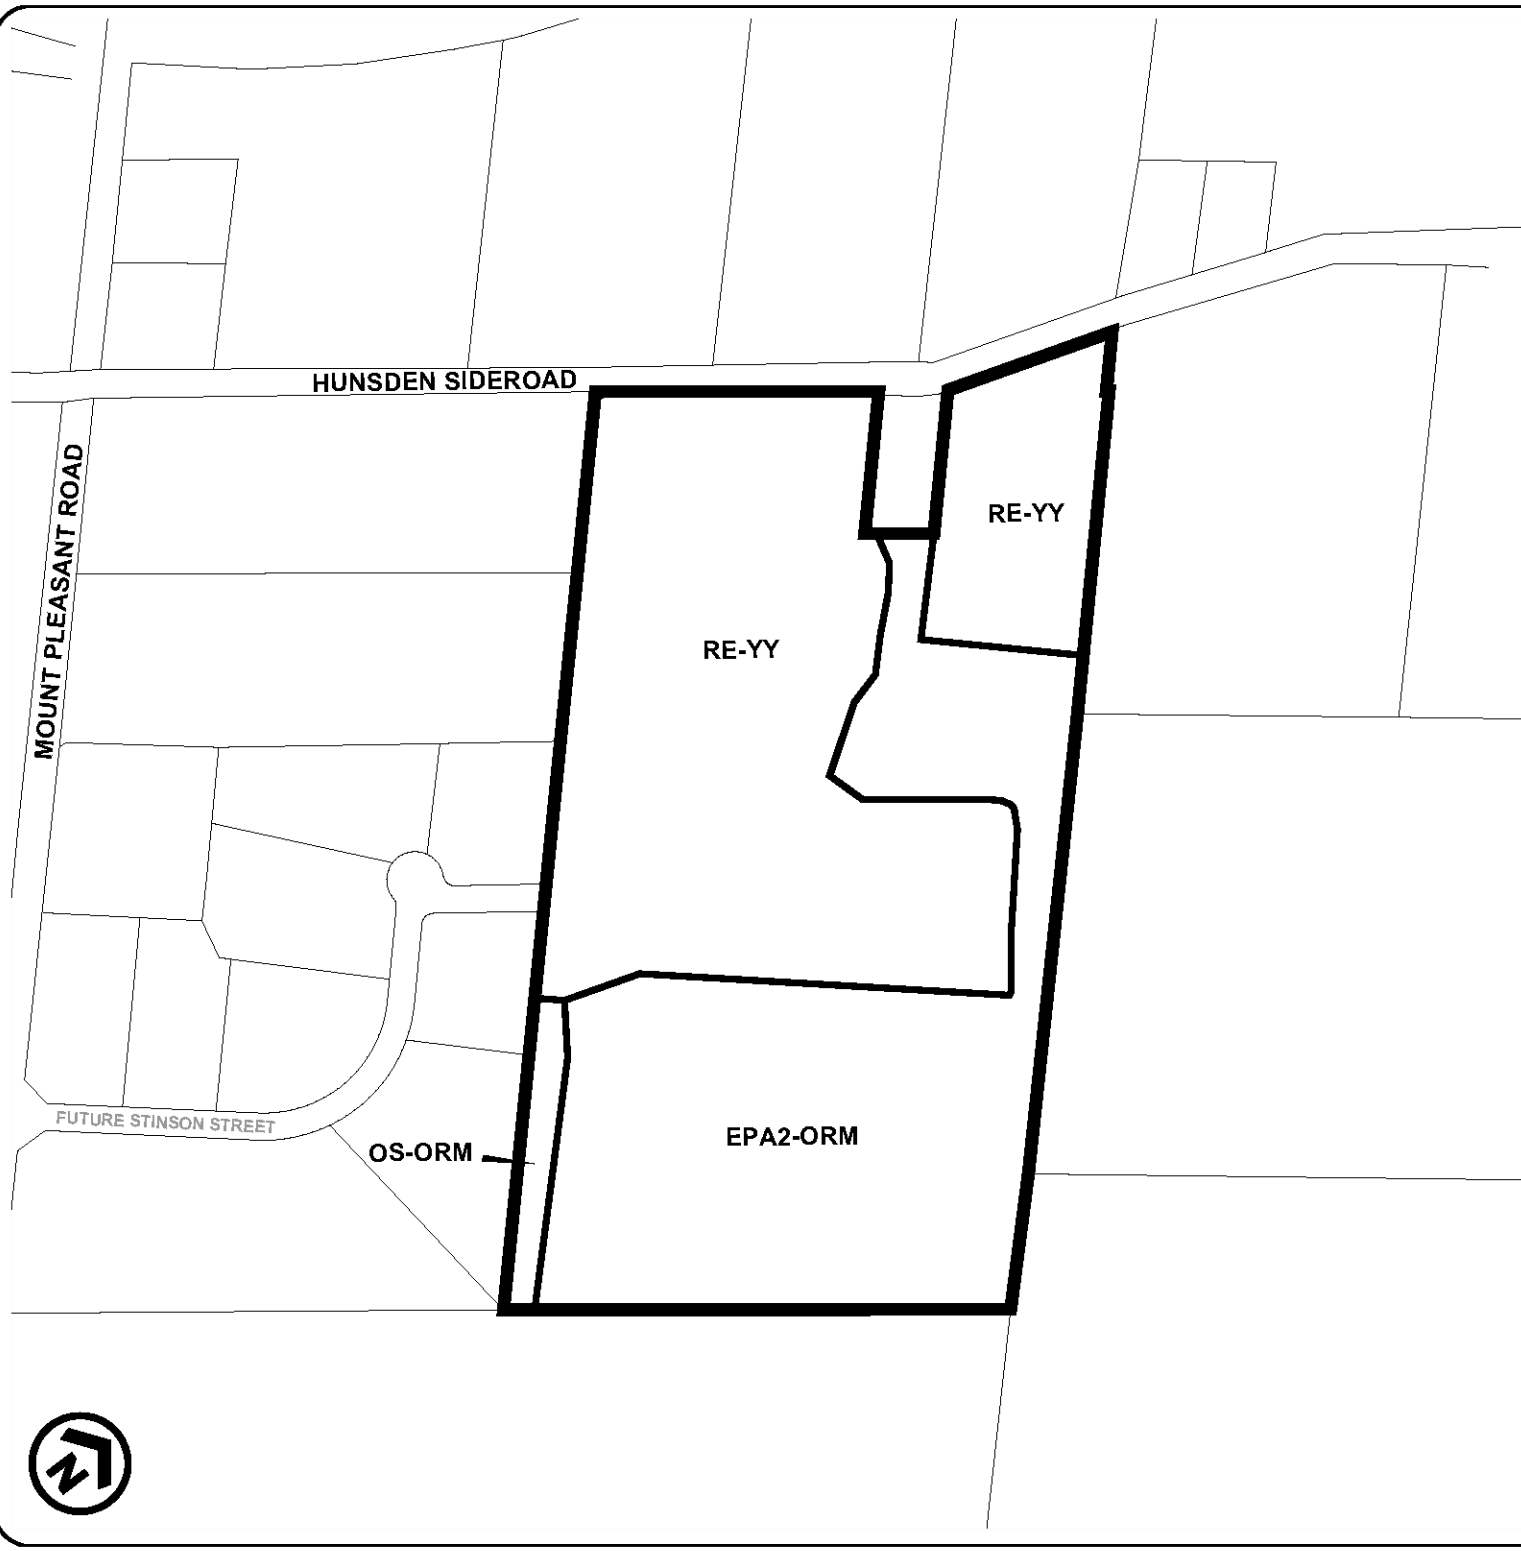 HUNSDEN SIDEROAD
MOUNT PLEASANT ROAD
RE-YY
RE-YY
FUTURE STINSON STREET
OS-ORM
EPA2-ORM
N